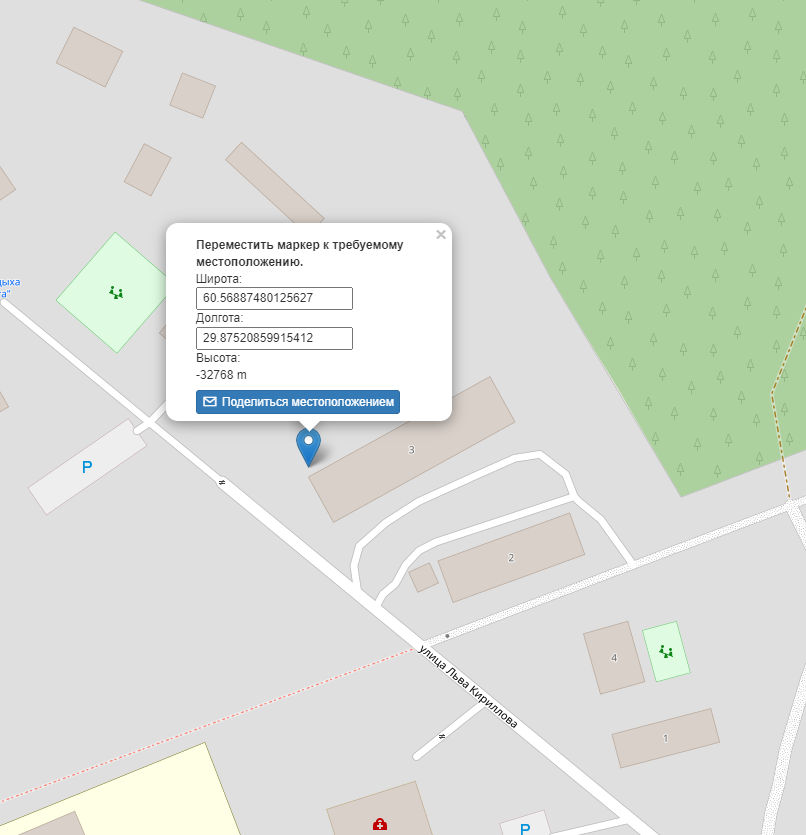 Переместить маркер к требуемому
местоположению.
Широта:
60.56887480125627
Долгота:
29.87520859915412
Высота:
-32768 m
Поделиться местоположением
×
дыха
та"
P
3
2
4
1
улица Льва Кириллова
P